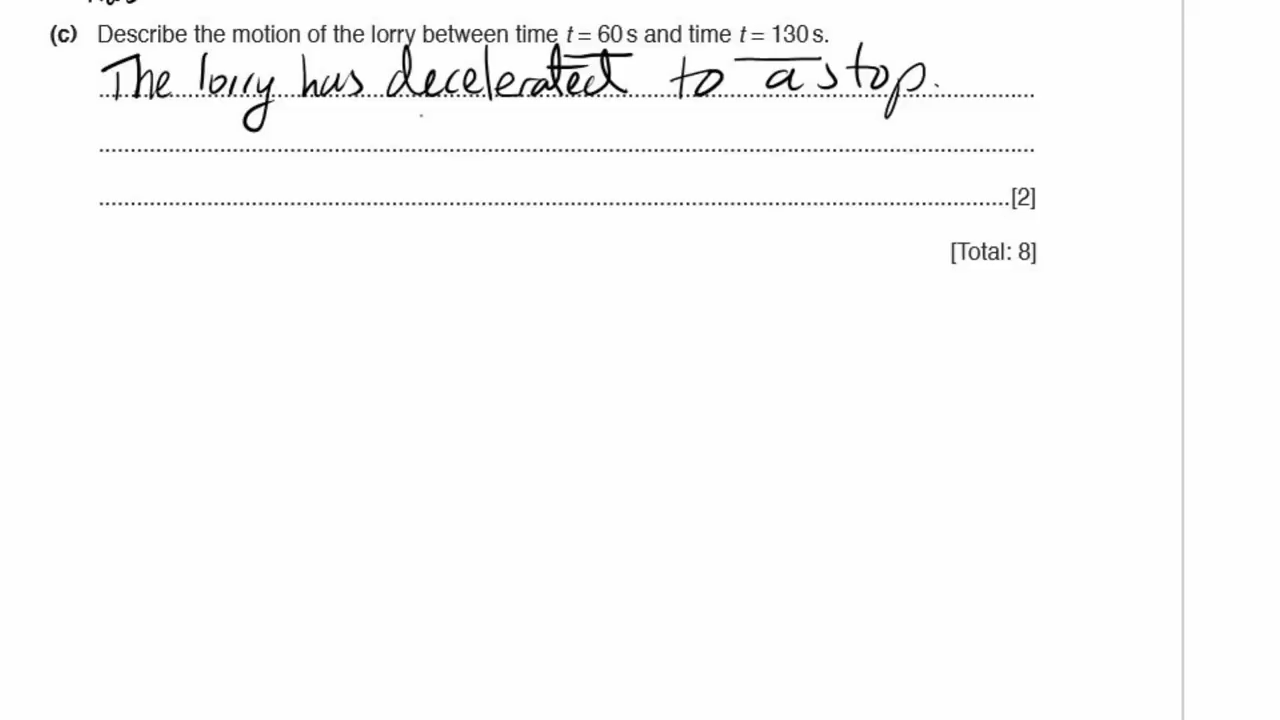 (c) Describe the motion of the lorry between time t = 60 s and time t = 130 s.
The lorry has decelerated to a stop.
[2]
[Total: 8]